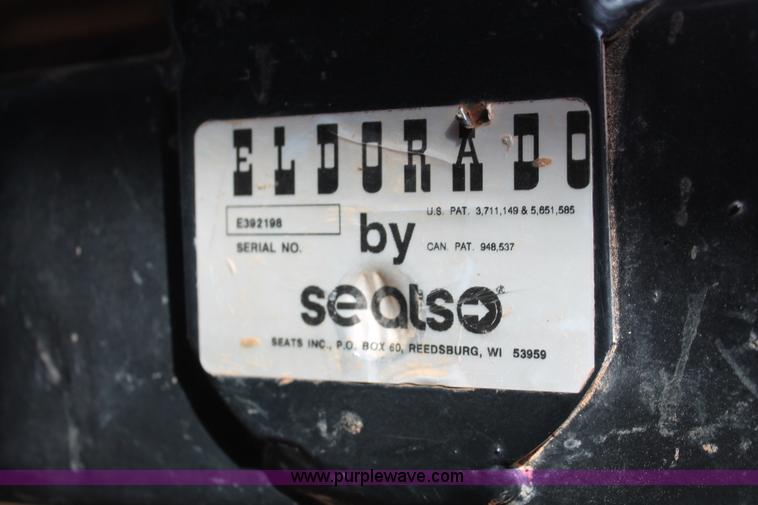 ELDORADO
U.S. PAT. 3,711,149 & 5,651,585
E392198
by
SERIAL NO.
CAN. PAT. 948,537
seats
®
SEATS INC., P.O. BOX 60, REEDSBURG, WI 53959
www.purplewave.com